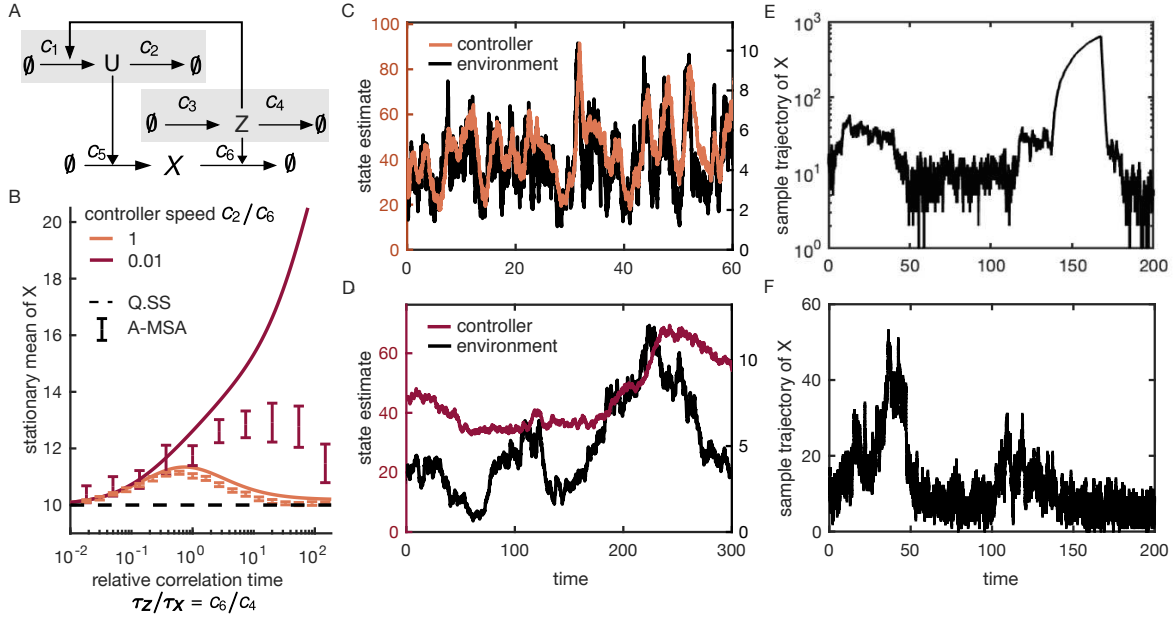 A
c1 c2
∅ U ∅
c3 c4
∅ Z ∅
c5 c6
∅ X ∅
B
20
18
16
14
12
10
stationary mean of X
controller speed c2/c6
1
0.01
Q.SS
A-MSA
10^-2 10^-1 10^0 10^1 10^2
relative correlation time
τZ/τX = c6/c4
C
100
80
60
40
20
0
state estimate
controller
environment
10
8
6
4
2
0
0 20 40 60
D
60
40
20
0
state estimate
controller
environment
10
5
0
0 100 200 300
time
E
10^3
10^2
10^1
10^0
sample trajectory of X
0 50 100 150 200
F
60
40
20
0
sample trajectory of X
0 50 100 150 200
time